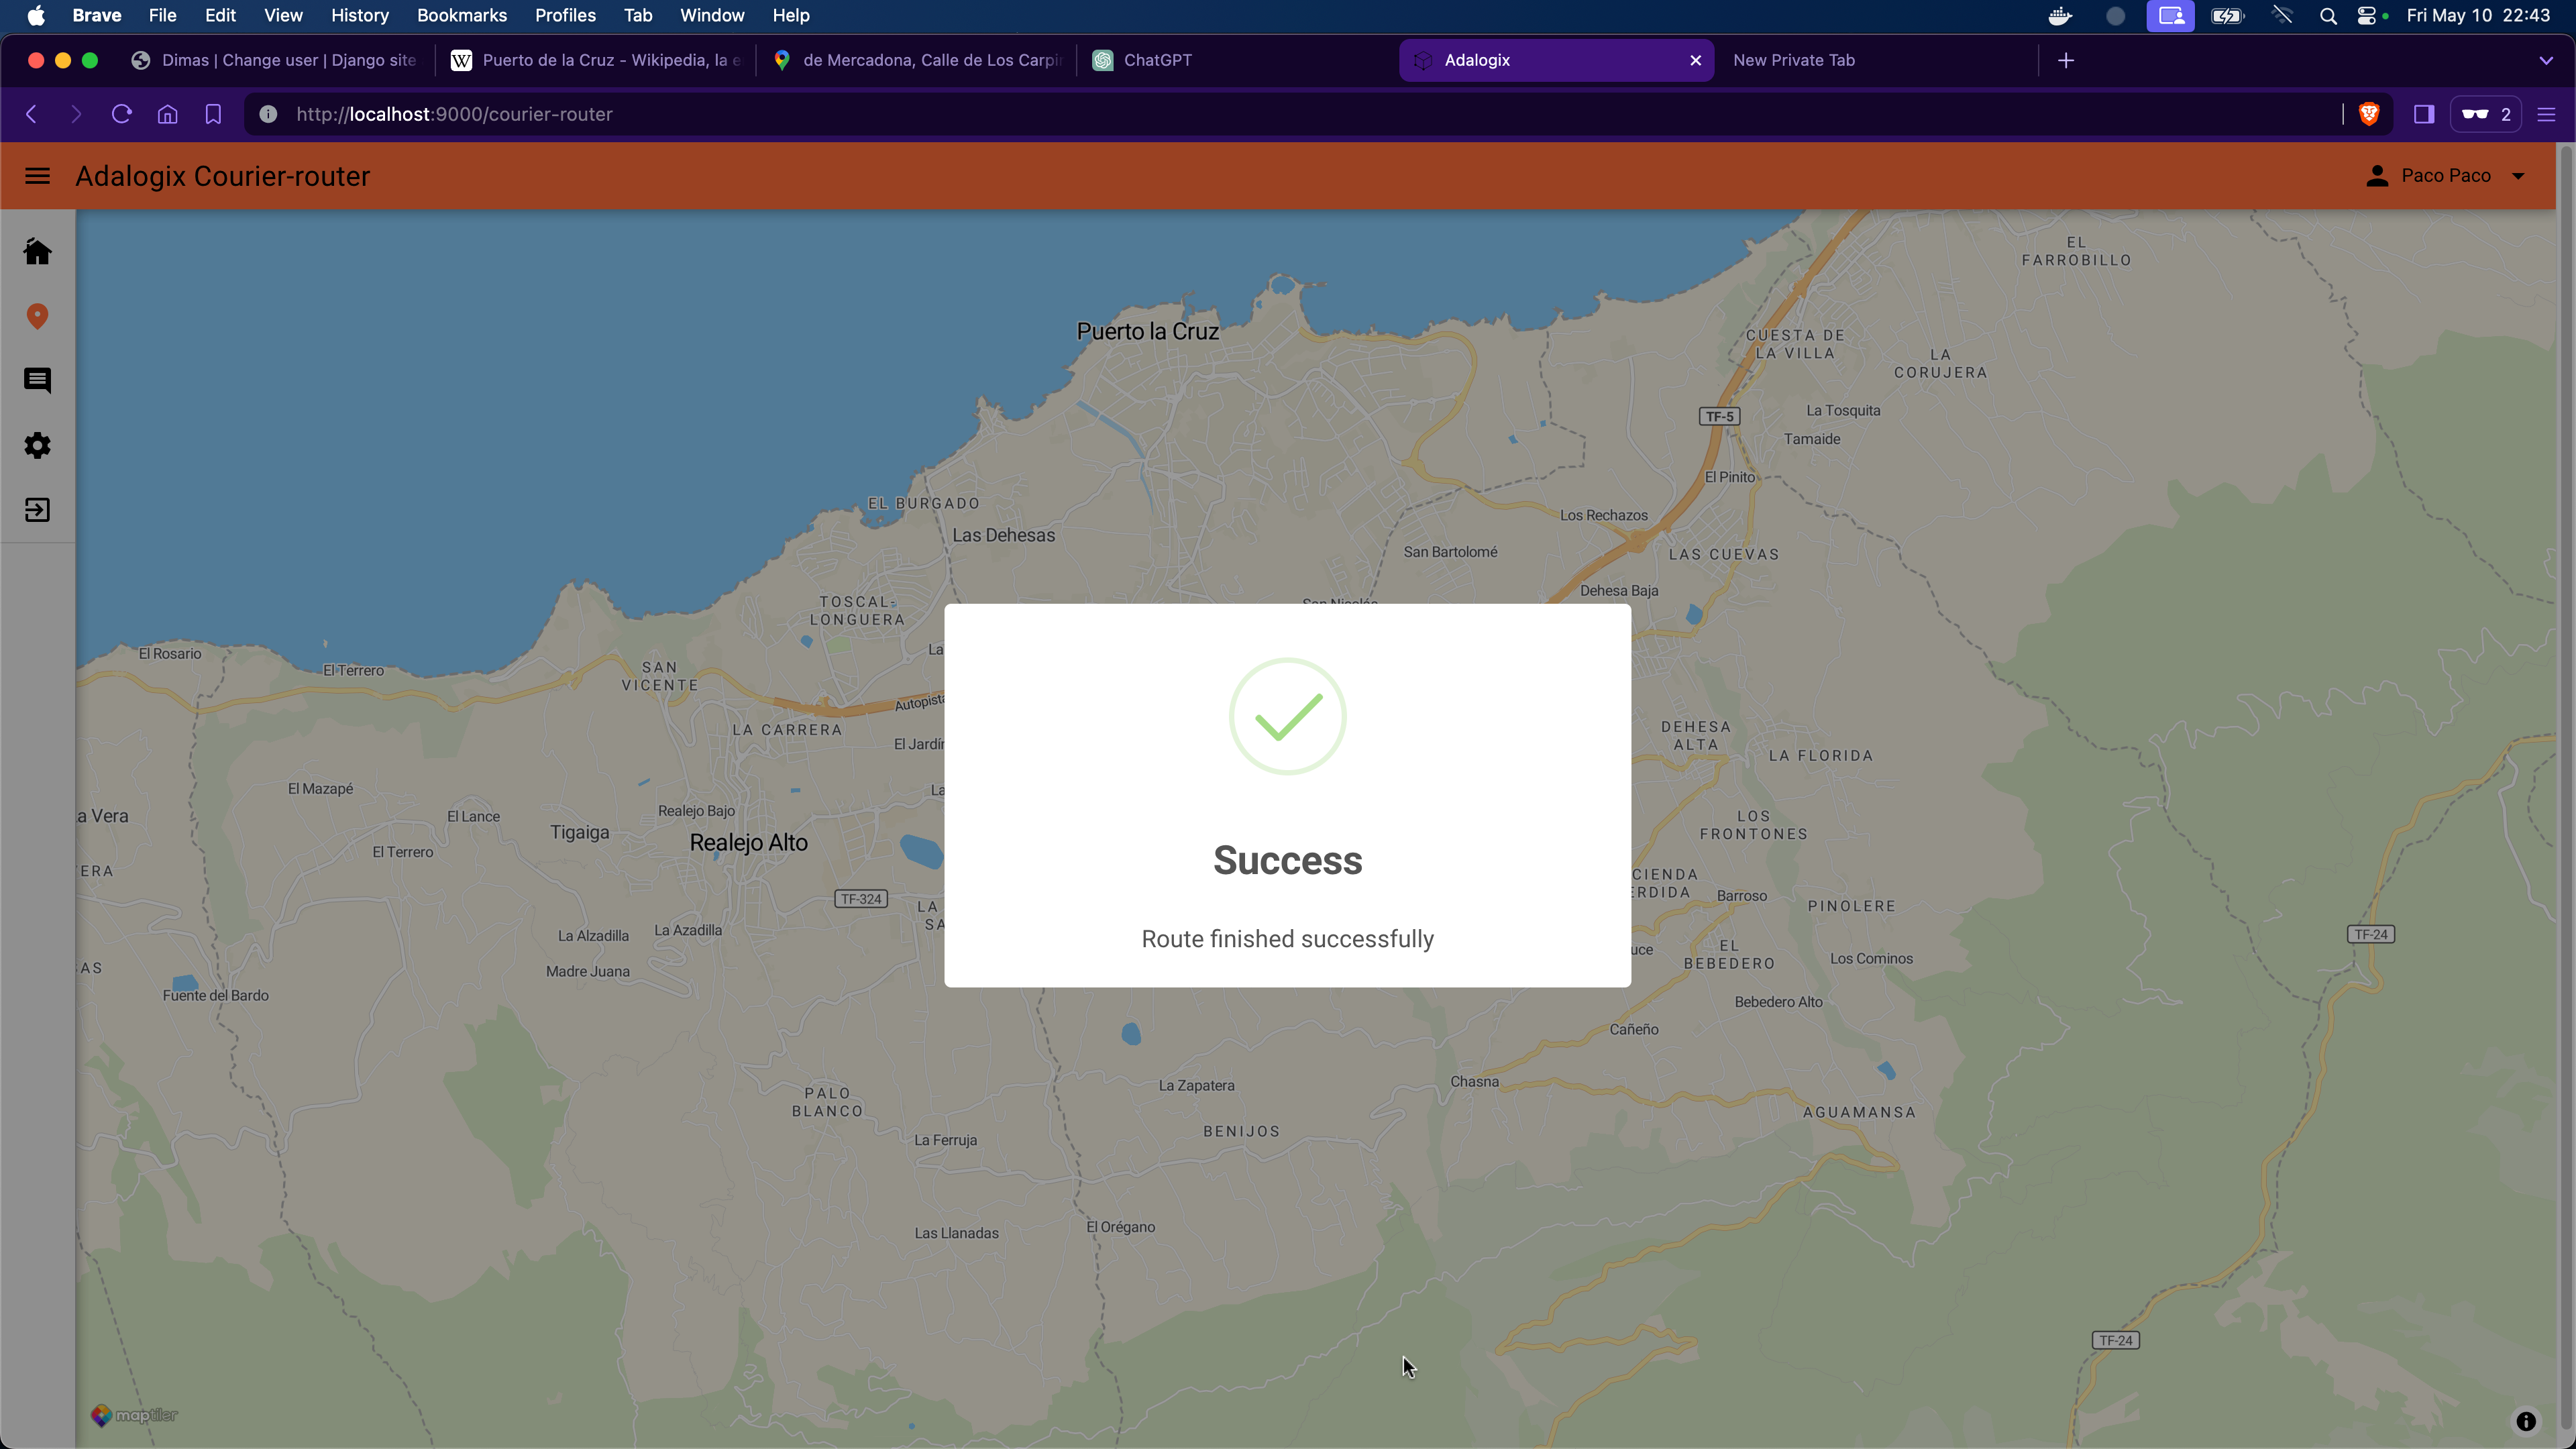 Brave File Edit View History Bookmarks Profiles Tab Window Help Fri May 10 22:43
Dimas | Change user | Django site Puerto de la Cruz - Wikipedia, la e de Mercadona, Calle de Los Carpi ChatGPT Adalogix New Private Tab
http://localhost:9000/courier-router 2
Adalogix Courier-router Paco Paco
EL
FARROBILLO
Puerto la Cruz
CUESTA DE
LA VILLA
LA
CORUJERA
TF-5
La Tosquita
Tamaide
El Pinito
EL BURGADO
Los Rechazos
Las Dehesas
San Bartolomé
LAS CUEVAS
Dehesa Baja
TOSCAL-
LONGUERA
San Nicolás
El Rosario
La
El Terrero
SAN
VICENTE
Autopista
LA CARRERA
DEHESA
ALTA
El Jardín
LA FLORIDA
El Mazapé
La
Realejo Bajo
a Vera
El Lance
Tigaiga
LOS
FRONTONES
Realejo Alto
El Terrero
Success
ERA
CIENDA
ERDIDA
TF-324
Barroso
LA
SA
PINOLERE
La Alzadilla
La Azadilla
TF-24
Route finished successfully
uce
EL
BEBEDERO
Los Cominos
AS
Madre Juana
Fuente del Bardo
Bebedero Alto
Cañeño
Chasna
La Zapatera
PALO
BLANCO
AGUAMANSA
BENIJOS
La Ferruja
El Orégano
Las Llanadas
TF-24
maptiler